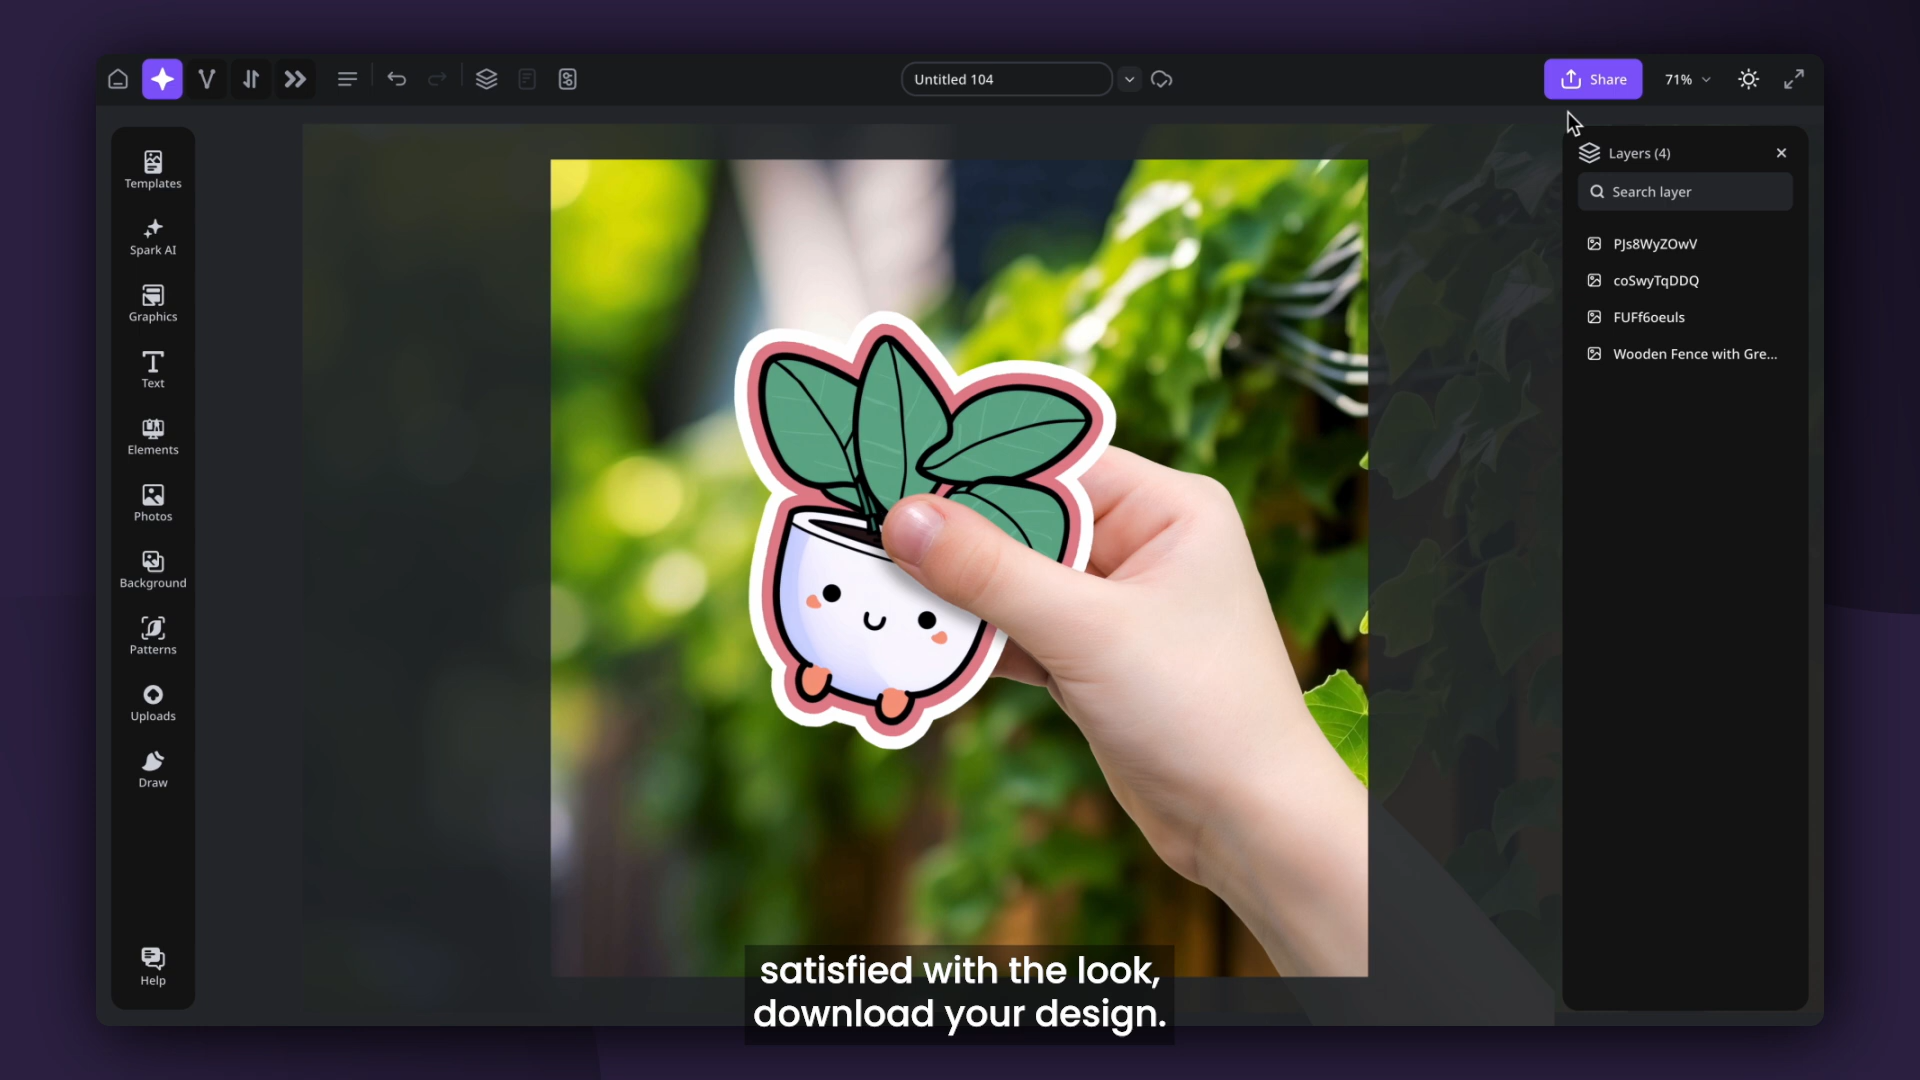 Untitled 104
Share
71%
Templates
Spark AI
Graphics
Text
Elements
Photos
Background
Patterns
Uploads
Draw
Help
Layers (4)
Search layer
PJs8WyZOwV
coSwyTqDDQ
FUFf6oeuls
Wooden Fence with Gre...
satisfied with the look,
download your design.